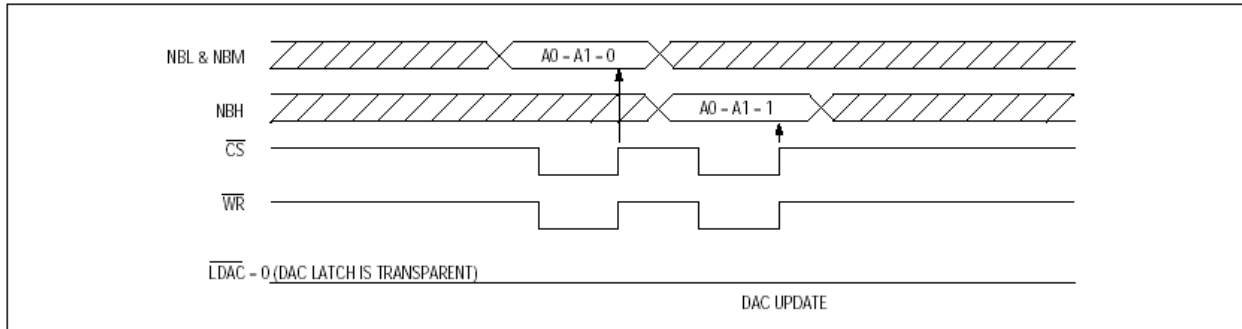 NBL & NBM
A0 – A1 – 0
NBH
A0 – A1 – 1
CS
WR
LDAC – 0 (DAC LATCH IS TRANSPARENT)
DAC UPDATE